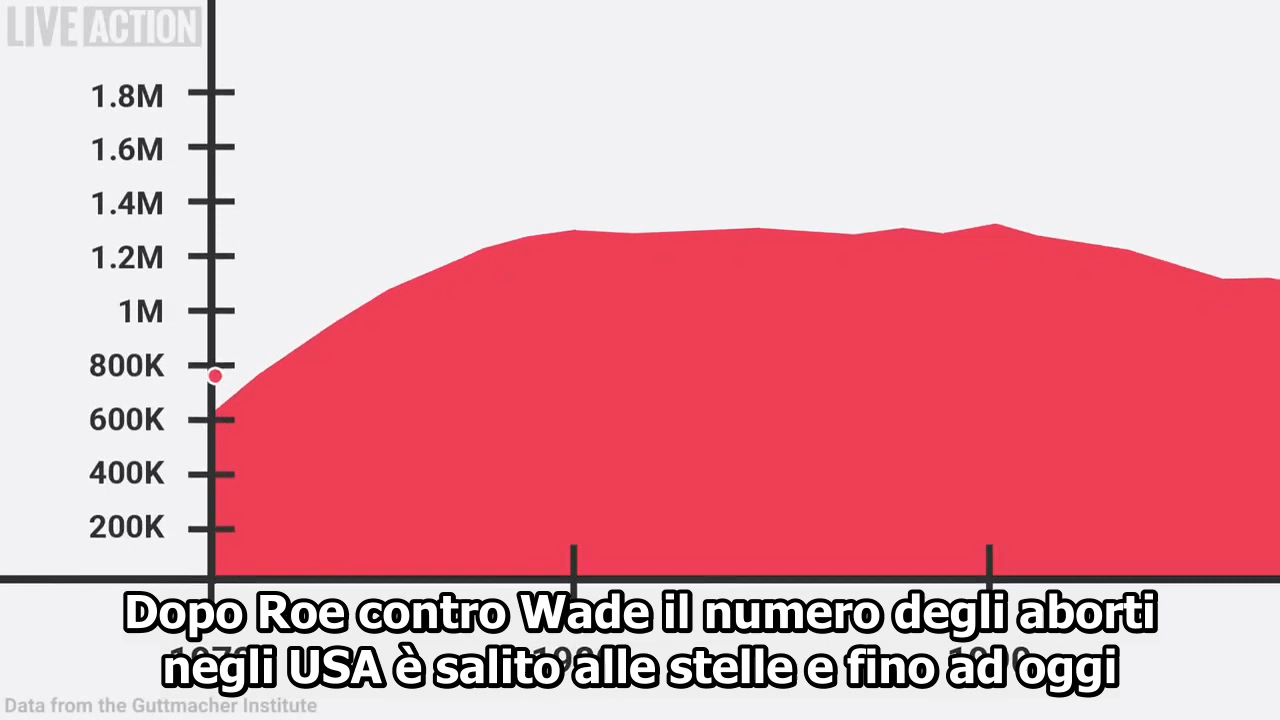 LIVE ACTION
1.8M
1.6M
1.4M
1.2M
1M
800K
600K
400K
200K
Dopo Roe contro Wade il numero degli aborti
negli USA è salito alle stelle e fino ad oggi
Data from the Guttmacher Institute